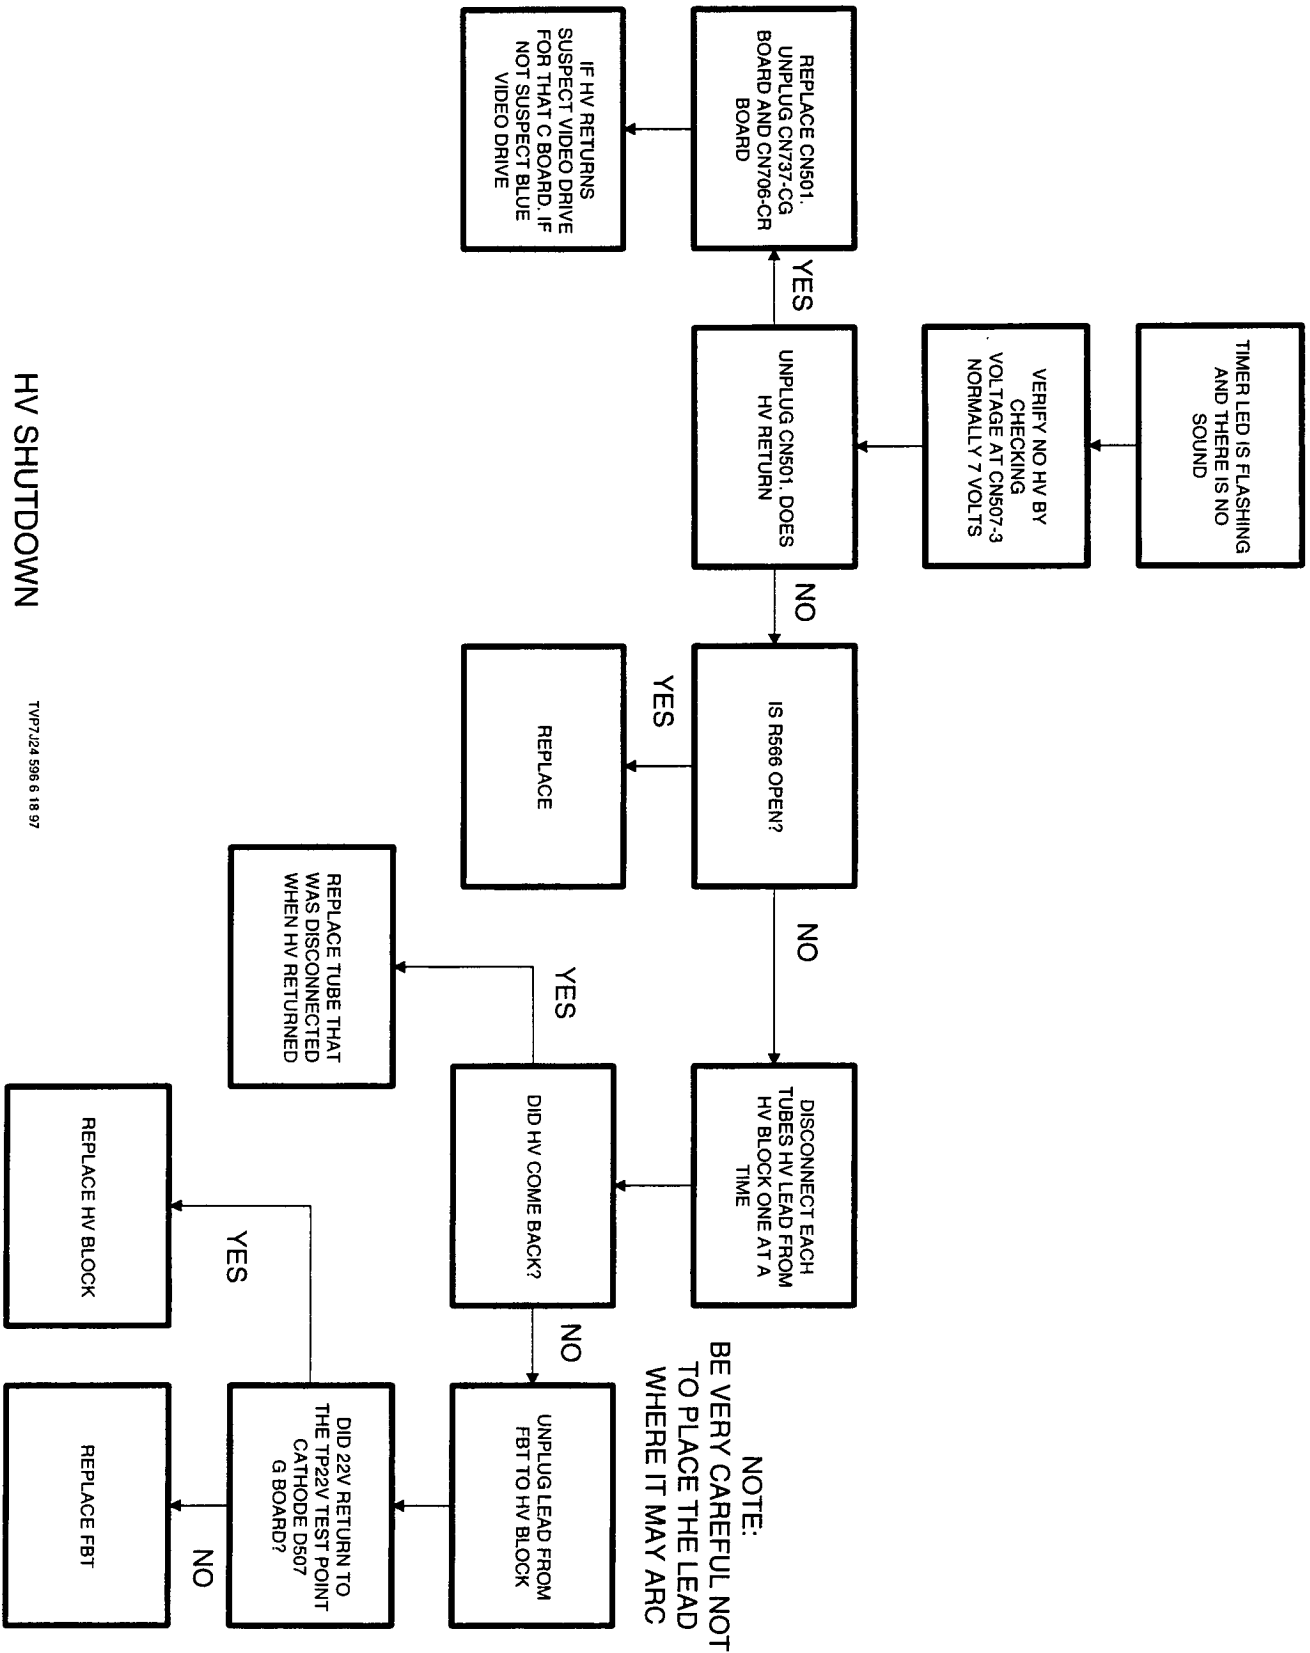 TIMER LED IS FLASHING
AND THERE IS NO
SOUND
VERIFY NO HV BY
CHECKING
VOLTAGE AT CN507-3
NORMALLY 7 VOLTS
UNPLUG CN501. DOES
HV RETURN
YES
REPLACE CN501.
UNPLUG CN737-CG
BOARD AND CN706-CR
BOARD
IF HV RETURNS
SUSPECT VIDEO DRIVE
FOR THAT C BOARD. IF
NOT SUSPECT BLUE
VIDEO DRIVE
NO
IS R566 OPEN?
YES
REPLACE
NO
DISCONNECT EACH
TUBES HV LEAD FROM
HV BLOCK ONE AT A
TIME
NOTE:
BE VERY CAREFUL NOT
TO PLACE THE LEAD
WHERE IT MAY ARC
DID HV COME BACK?
YES
REPLACE TUBE THAT
WAS DISCONNECTED
WHEN HV RETURNED
NO
UNPLUG LEAD FROM
FBT TO HV BLOCK
DID 22V RETURN TO
THE TP22V TEST POINT
CATHODE D507
G BOARD?
YES
REPLACE HV BLOCK
NO
REPLACE FBT
HV SHUTDOWN
TVP7J24 596 6 18 97